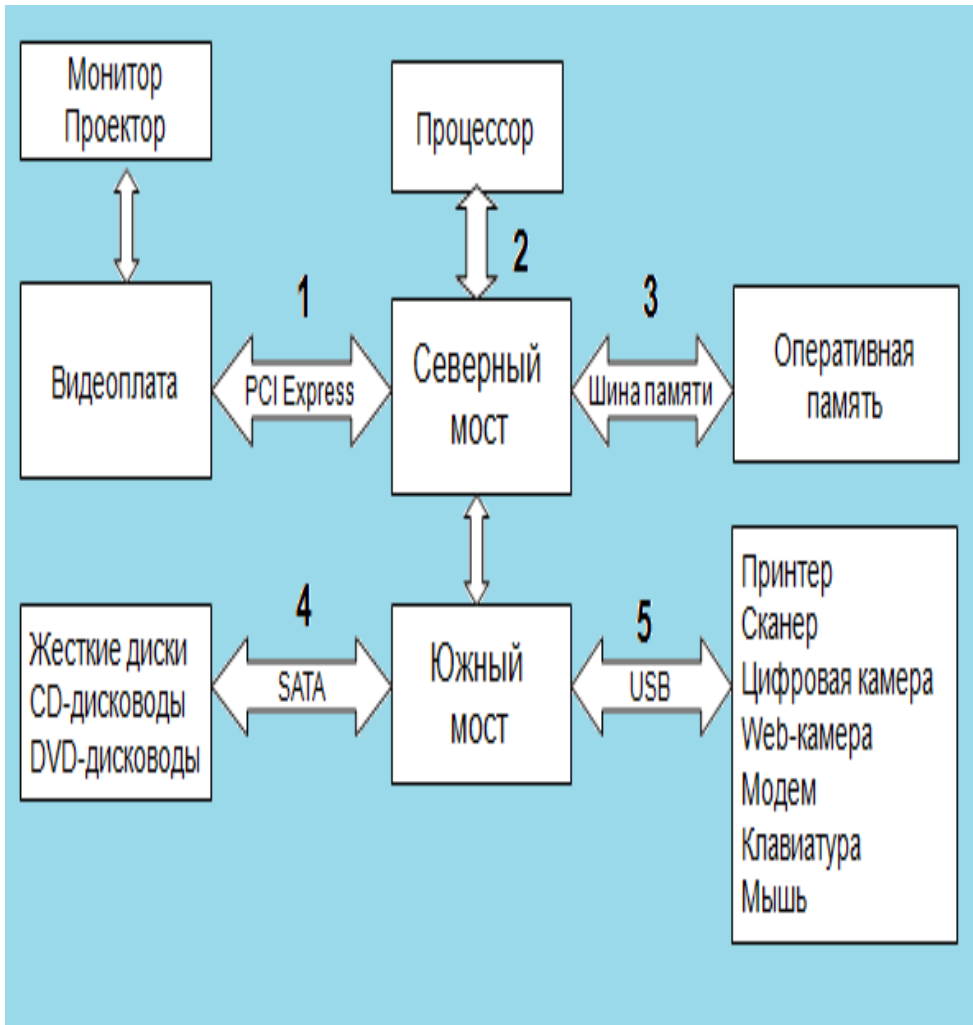 Монитор
Проектор
Процессор
2
1
3
Видеоплата
PCI Express
Северный
мост
Шина памяти
Оперативная
память
4
5
Жесткие диски
CD-дисководы
DVD-дисководы
SATA
Южный
мост
USB
Принтер
Сканер
Цифровая камера
Web-камера
Модем
Клавиатура
Мышь